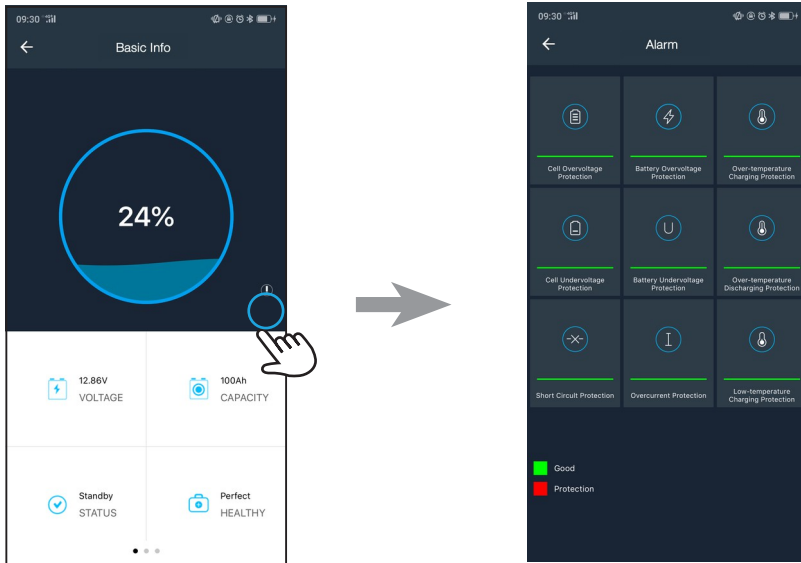 09:30
Basic Info
24%
12.86V
VOLTAGE
100Ah
CAPACITY
Standby
STATUS
Perfect
HEALTHY
09:30
Alarm
Cell Overvoltage
Protection
Battery Overvoltage
Protection
Over-temperature
Charging Protection
Cell Undervoltage
Protection
U
Battery Undervoltage
Protection
Over-temperature
Discharging Protection
Short Circult Protection
I
Overcurrent Protection
Low-temperature
Charging Protection
Good
Protection